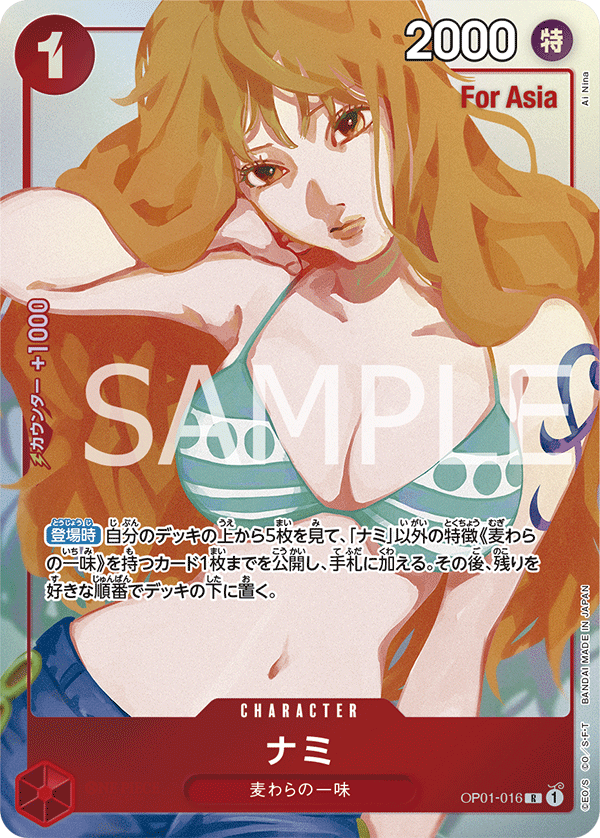 1
2000 特
For Asia
Ai Nina
カウンター +1000
SAMPLE
登場時 自分のデッキの上から5枚を見て、「ナミ」以外の特徴《麦わら
の一味》を持つカード1枚までを公開し、手札に加える。その後、残りを
好きな順番でデッキの下に置く。
CHARACTER
ナミ
麦わらの一味
OP01-016 R 1
©E.O/S ©O/S・F・T BANDAI MADE IN JAPAN